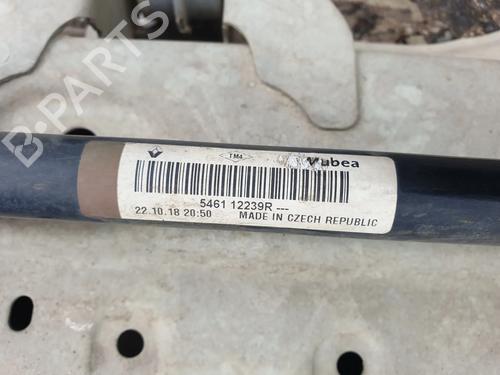 TM4
Mubea
5461 12239R ---
22.10.18 20:50 MADE IN CZECH REPUBLIC
B-PARTS